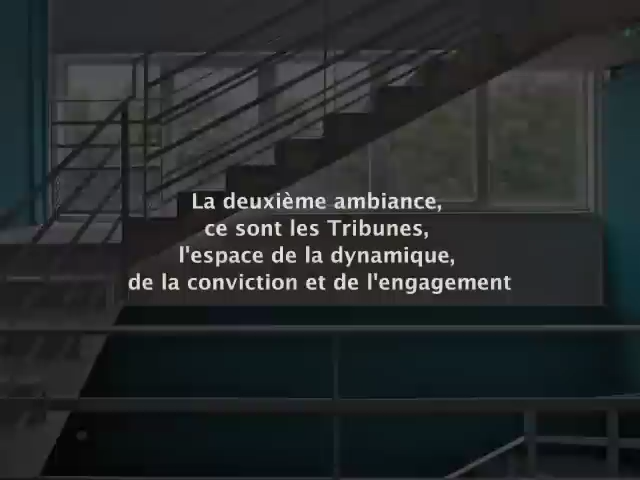 La deuxième ambiance,
ce sont les Tribunes,
l'espace de la dynamique,
de la conviction et de l'engagement